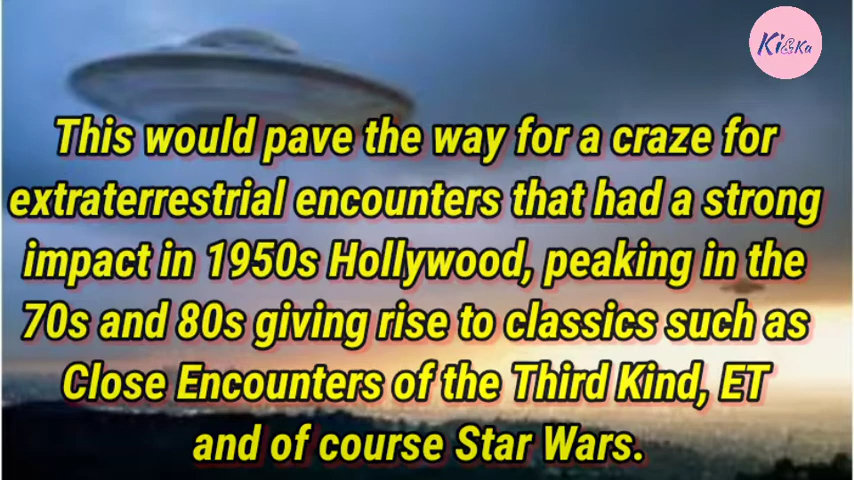 Ki&Ka
This would pave the way for a craze for
extraterrestrial encounters that had a strong
impact in 1950s Hollywood, peaking in the
70s and 80s giving rise to classics such as
Close Encounters of the Third Kind, ET
and of course Star Wars.